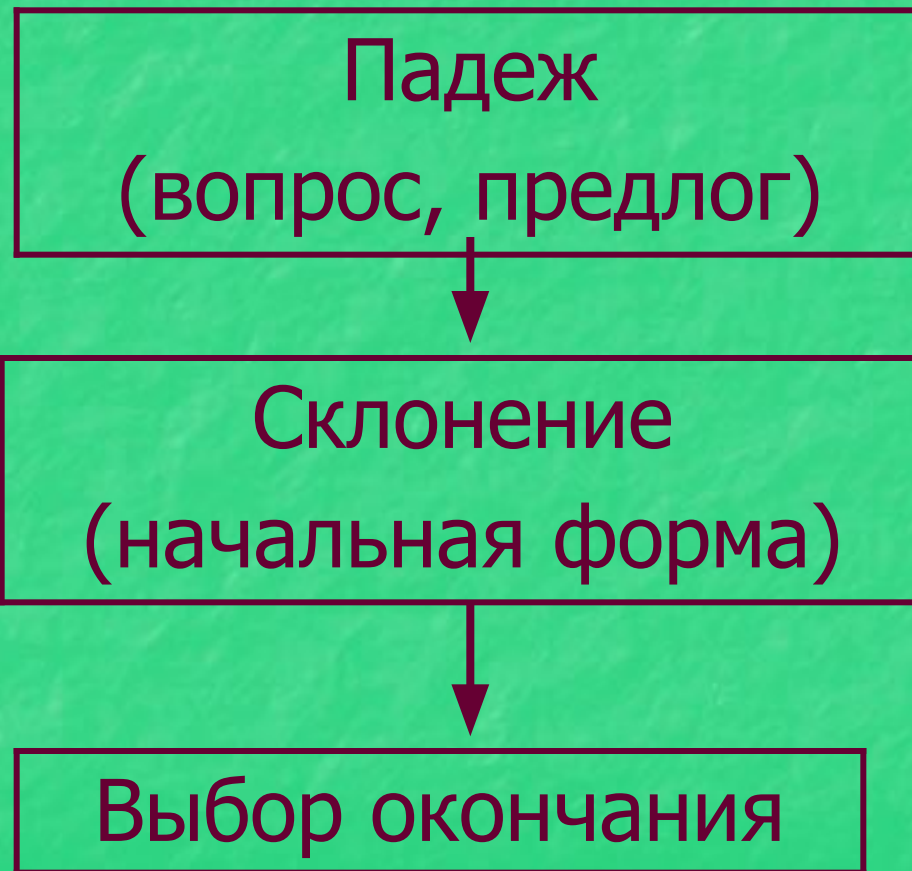 Падеж
(вопрос, предлог)
Склонение
(начальная форма)
Выбор окончания